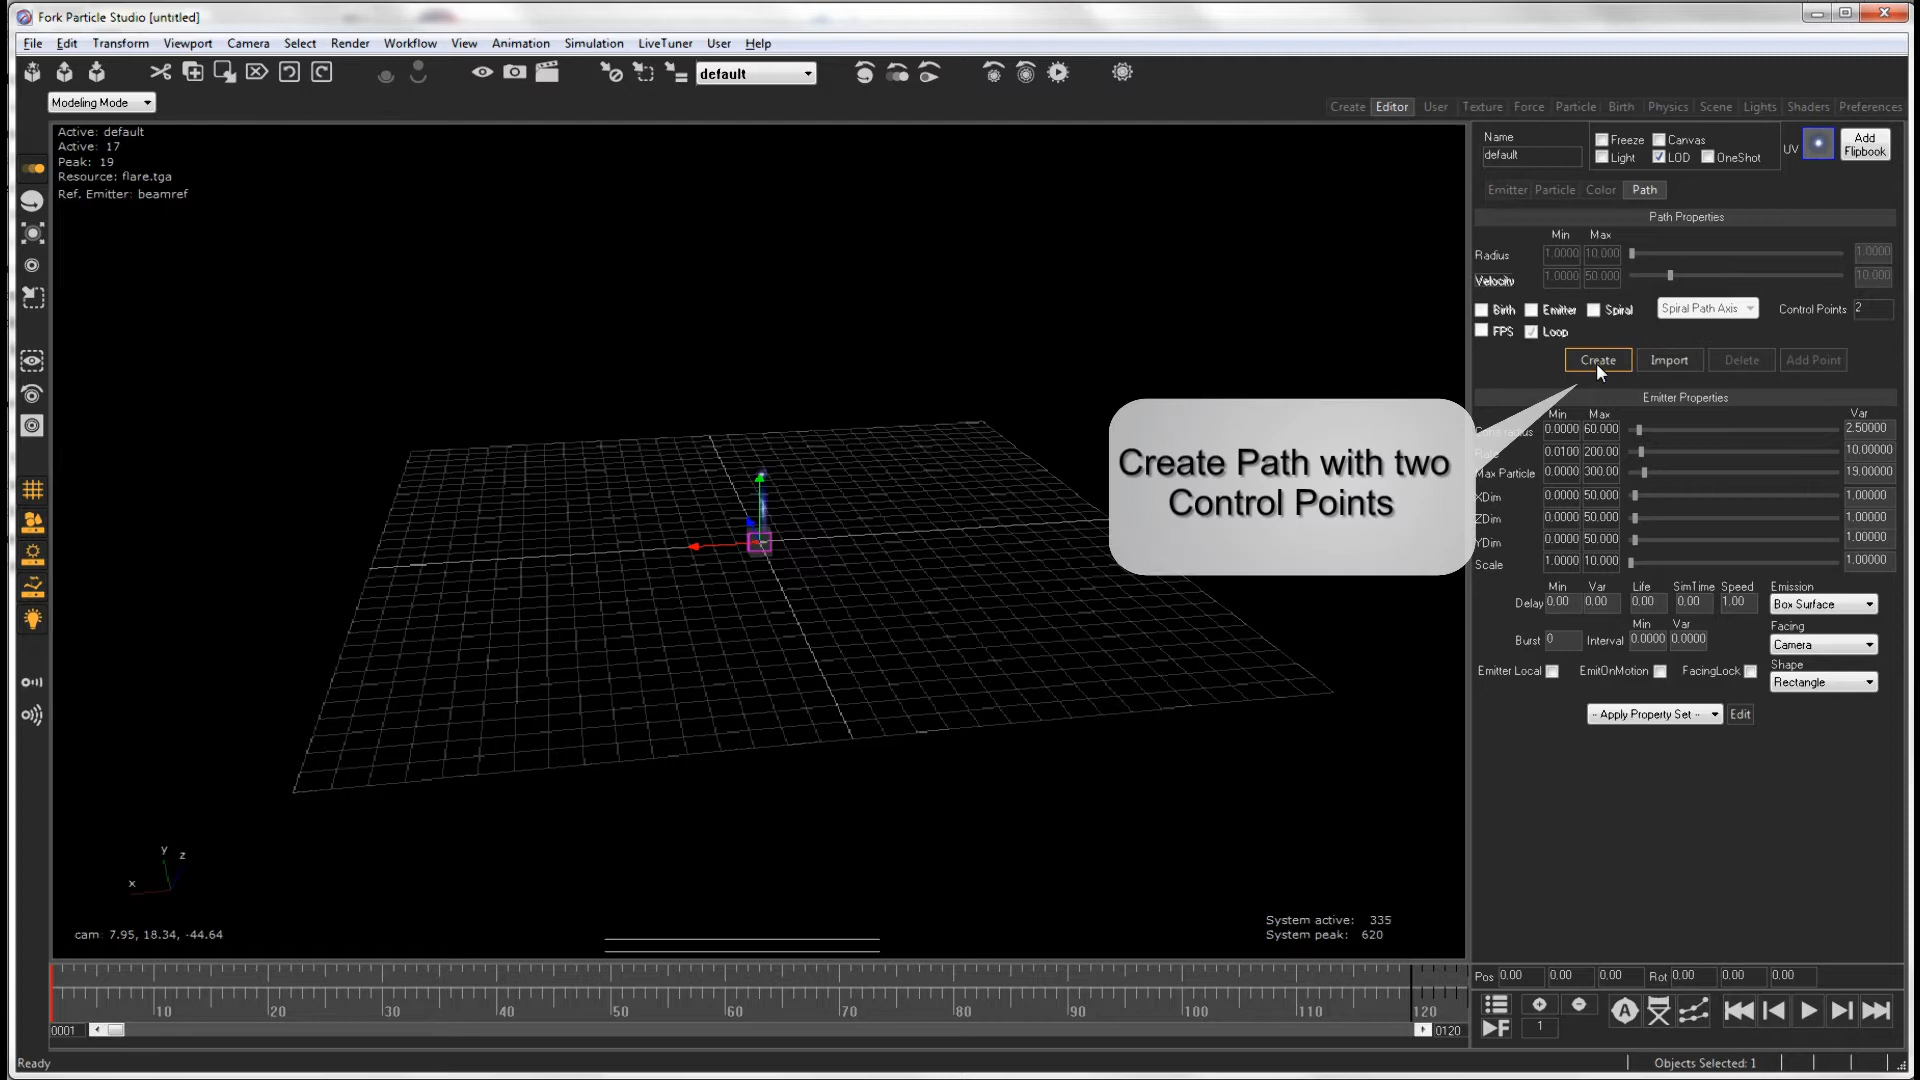 Fork Particle Studio [untitled]
File Edit Transform Viewport Camera Select Render Workflow View Animation Simulation LiveTuner User Help
default
Modeling Mode
Create Editor User Texture Force Particle Birth Physics Scene Lights Shaders Preferences
Active: default
Active: 17
Peak: 19
Resource: flare.tga
Ref. Emitter: beamref
Name
default
Freeze Canvas
Light LOD OneShot
UV
Add
Flipbook
Emitter Particle Color Path
Path Properties
Min Max
Radius 1.0000 10.000 1.0000
Velocity 1.0000 50.000 10.000
Birth Emitter Spiral Spiral Path Axis Control Points 2
FPS Loop
Create Import Delete Add Point
Create Path with two
Control Points
Emitter Properties
Min Max Var
0.0000 60.000 2.50000
0.0100 200.00 10.00000
Max Particle 0.0000 300.00 19.00000
XDim 0.0000 50.000 1.00000
ZDim 0.0000 50.000 1.00000
YDim 0.0000 50.000 1.00000
Scale 1.0000 10.000 1.00000
Min Var Life SimTime Speed Emission
Delay 0.00 0.00 0.00 0.00 1.00 Box Surface
Min Var Facing
Burst 0 Interval 0.0000 0.0000 Camera
Shape
Emitter Local EmitOnMotion FacingLock Rectangle
-- Apply Property Set -- Edit
y z
x
cam: 7.95, 18.34, -44.64
System active: 335
System peak: 620
Pos 0.00 0.00 0.00 Rot 0.00 0.00 0.00
10 20 30 40 50 60 70 80 90 100 110 120
0001 0120
A
F 1
Ready
Objects Selected: 1